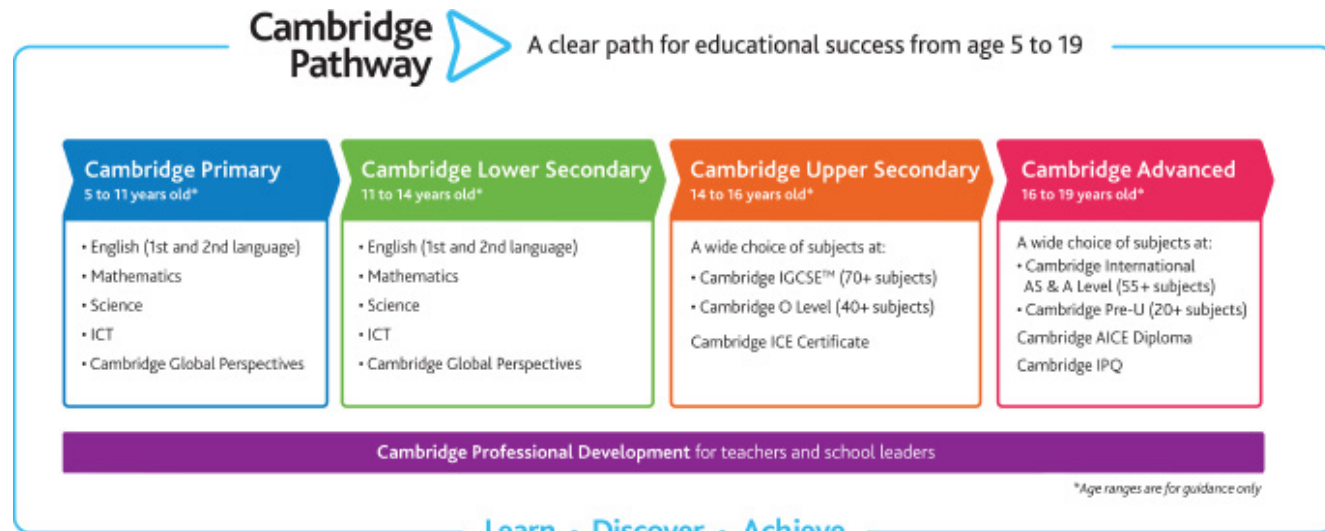 Cambridge
Pathway
A clear path for educational success from age 5 to 19
Cambridge Primary
5 to 11 years old*
• English (1st and 2nd language)
• Mathematics
• Science
• ICT
• Cambridge Global Perspectives
Cambridge Lower Secondary
11 to 14 years old*
• English (1st and 2nd language)
• Mathematics
• Science
• ICT
• Cambridge Global Perspectives
Cambridge Upper Secondary
14 to 16 years old*
A wide choice of subjects at:
• Cambridge IGCSE™ (70+ subjects)
• Cambridge O Level (40+ subjects)
Cambridge ICE Certificate
Cambridge Advanced
16 to 19 years old*
A wide choice of subjects at:
• Cambridge International
AS & A Level (55+ subjects)
• Cambridge Pre-U (20+ subjects)
Cambridge AICE Diploma
Cambridge IPQ
Cambridge Professional Development for teachers and school leaders
*Age ranges are for guidance only
Learn • Discover • Achieve